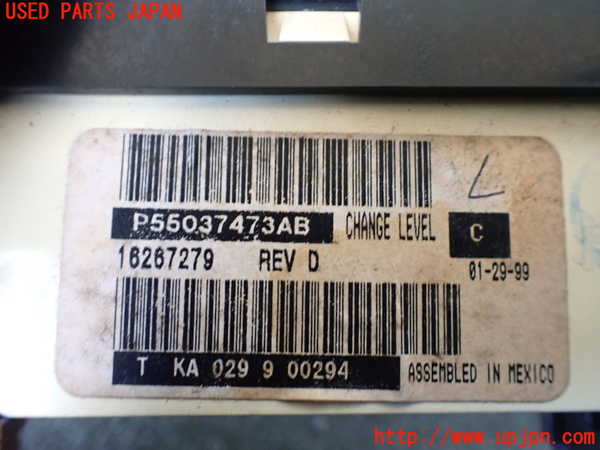 USED PARTS JAPAN
P55037473AB CHANGE LEVEL C
16267279 REV D 01-29-99
T KA 029 9 00294 ASSEMBLED IN MEXICO
http://www.upjpn.com